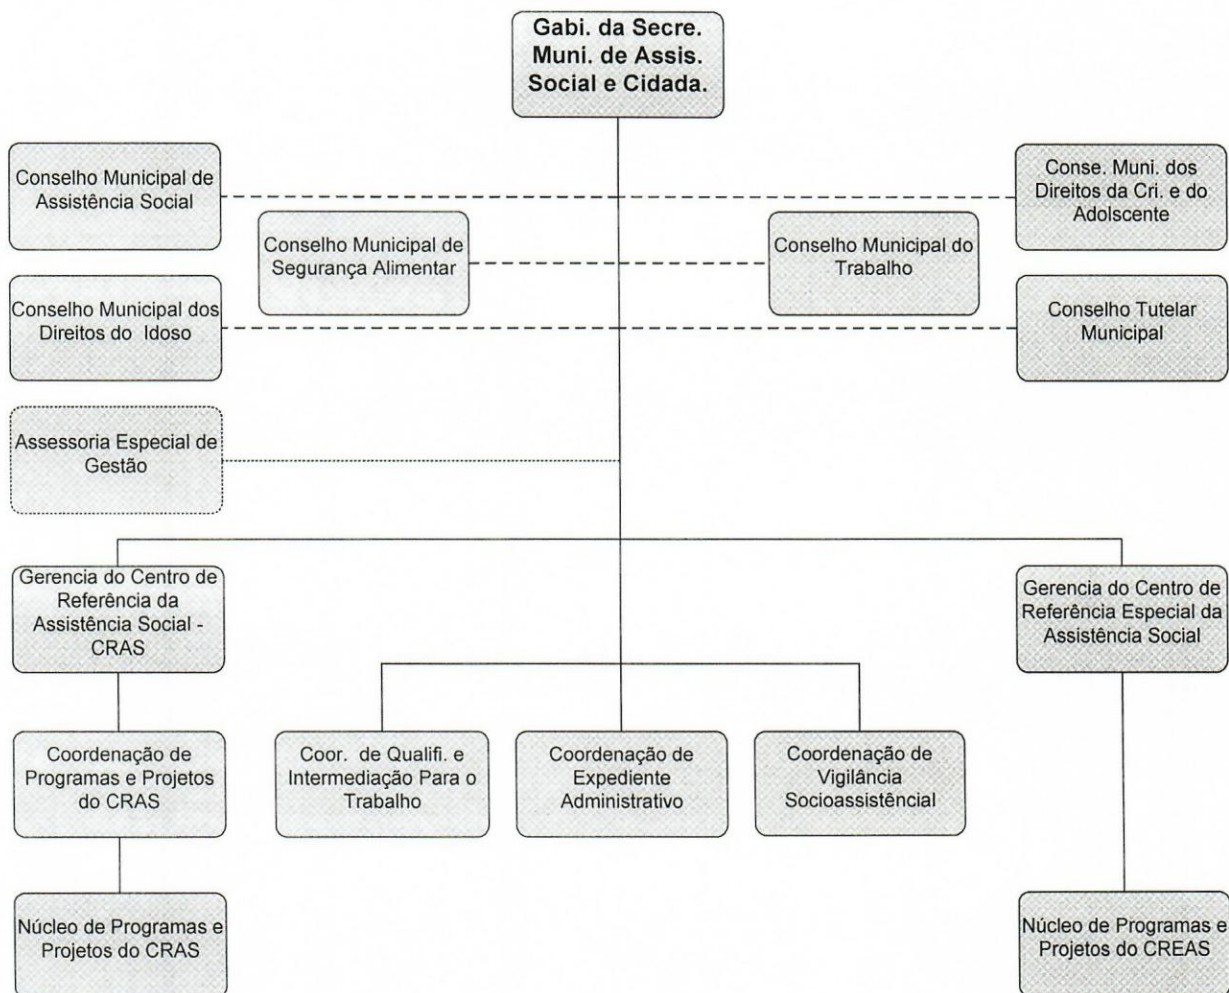 Gabi. da Secre.
Muni. de Assis.
Social e Cidada.
Conselho Municipal de
Assistência Social
Conse. Muni. dos
Direitos da Cri. e do
Adolscente
Conselho Municipal de
Segurança Alimentar
Conselho Municipal do
Trabalho
Conselho Municipal dos
Direitos do Idoso
Conselho Tutelar
Municipal
Assessoria Especial de
Gestão
Gerencia do Centro de
Referência da
Assistência Social -
CRAS
Gerencia do Centro de
Referência Especial da
Assistência Social
Coordenação de
Programas e Projetos
do CRAS
Coor. de Qualifi. e
Intermediação Para o
Trabalho
Coordenação de
Expediente
Administrativo
Coordenação de
Vigilância
Socioassistêncial
Núcleo de Programas e
Projetos do CRAS
Núcleo de Programas e
Projetos do CREAS